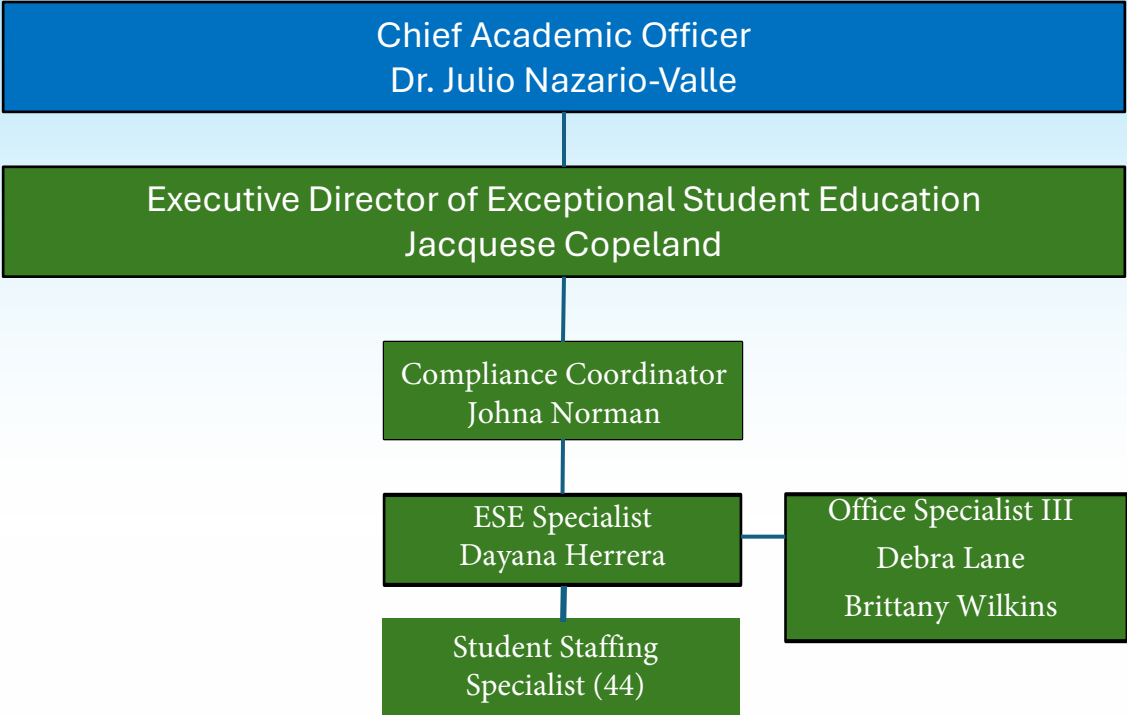 Chief Academic Officer
Dr. Julio Nazario-Valle
Executive Director of Exceptional Student Education
Jacquese Copeland
Compliance Coordinator
Johna Norman
ESE Specialist
Dayana Herrera
Office Specialist III
Debra Lane
Brittany Wilkins
Student Staffing
Specialist (44)